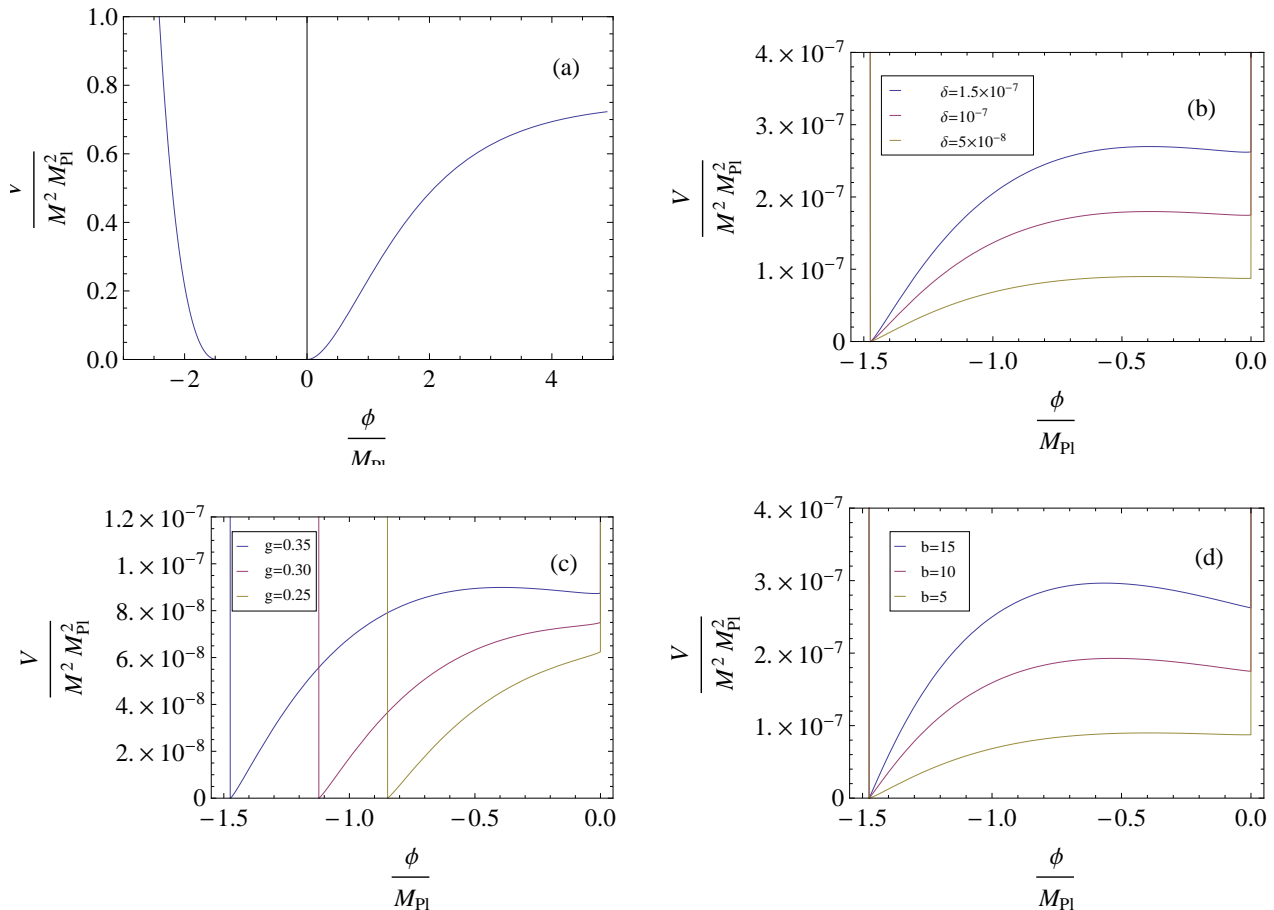 (a)
1.0
0.8
0.6
0.4
0.2
0.0
−2
0
2
4
v
M² M²Pl
ϕ
MPl
(b)
δ=1.5×10⁻⁷
δ=10⁻⁷
δ=5×10⁻⁸
4. × 10⁻⁷
3. × 10⁻⁷
2. × 10⁻⁷
1. × 10⁻⁷
0
−1.5
−1.0
−0.5
0.0
V
M² M²Pl
ϕ
MPl
(c)
g=0.35
g=0.30
g=0.25
1.2 × 10⁻⁷
1. × 10⁻⁷
8. × 10⁻⁸
6. × 10⁻⁸
4. × 10⁻⁸
2. × 10⁻⁸
0
−1.5
−1.0
−0.5
0.0
V
M² M²Pl
ϕ
MPl
(d)
b=15
b=10
b=5
4. × 10⁻⁷
3. × 10⁻⁷
2. × 10⁻⁷
1. × 10⁻⁷
0
−1.5
−1.0
−0.5
0.0
V
M² M²Pl
ϕ
MPl